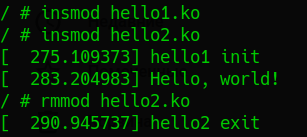 / # insmod hello1.ko
/ # insmod hello2.ko
[  275.109373] hello1 init
[  283.204983] Hello, world!
/ # rmmod hello2.ko
[  290.945737] hello2 exit